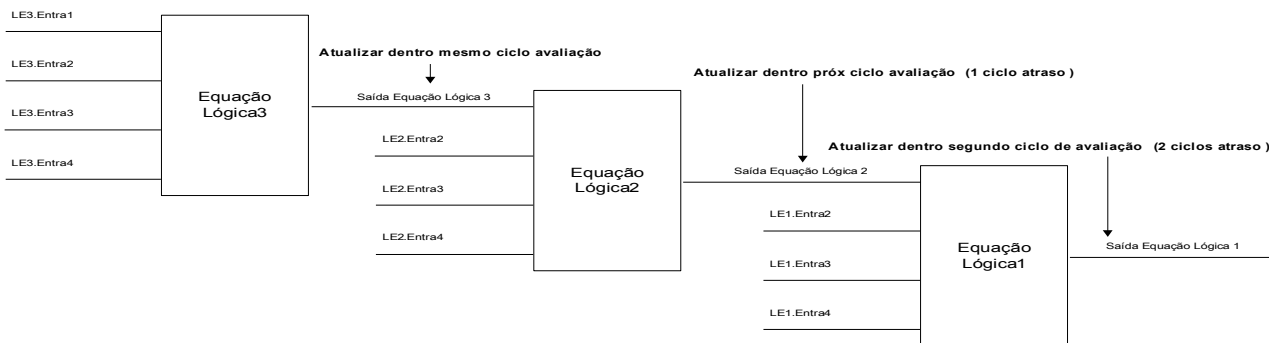 LE3.Entra1
LE3.Entra2
LE3.Entra3
LE3.Entra4
Equação
Lógica3
Atualizar dentro mesmo ciclo avaliação
Saída Equação Lógica 3
LE2.Entra2
LE2.Entra3
LE2.Entra4
Equação
Lógica2
Atualizar dentro próx ciclo avaliação (1 ciclo atraso )
Saída Equação Lógica 2
LE1.Entra2
LE1.Entra3
LE1.Entra4
Equação
Lógica1
Atualizar dentro segundo ciclo de avaliação (2 ciclos atraso )
Saída Equação Lógica 1